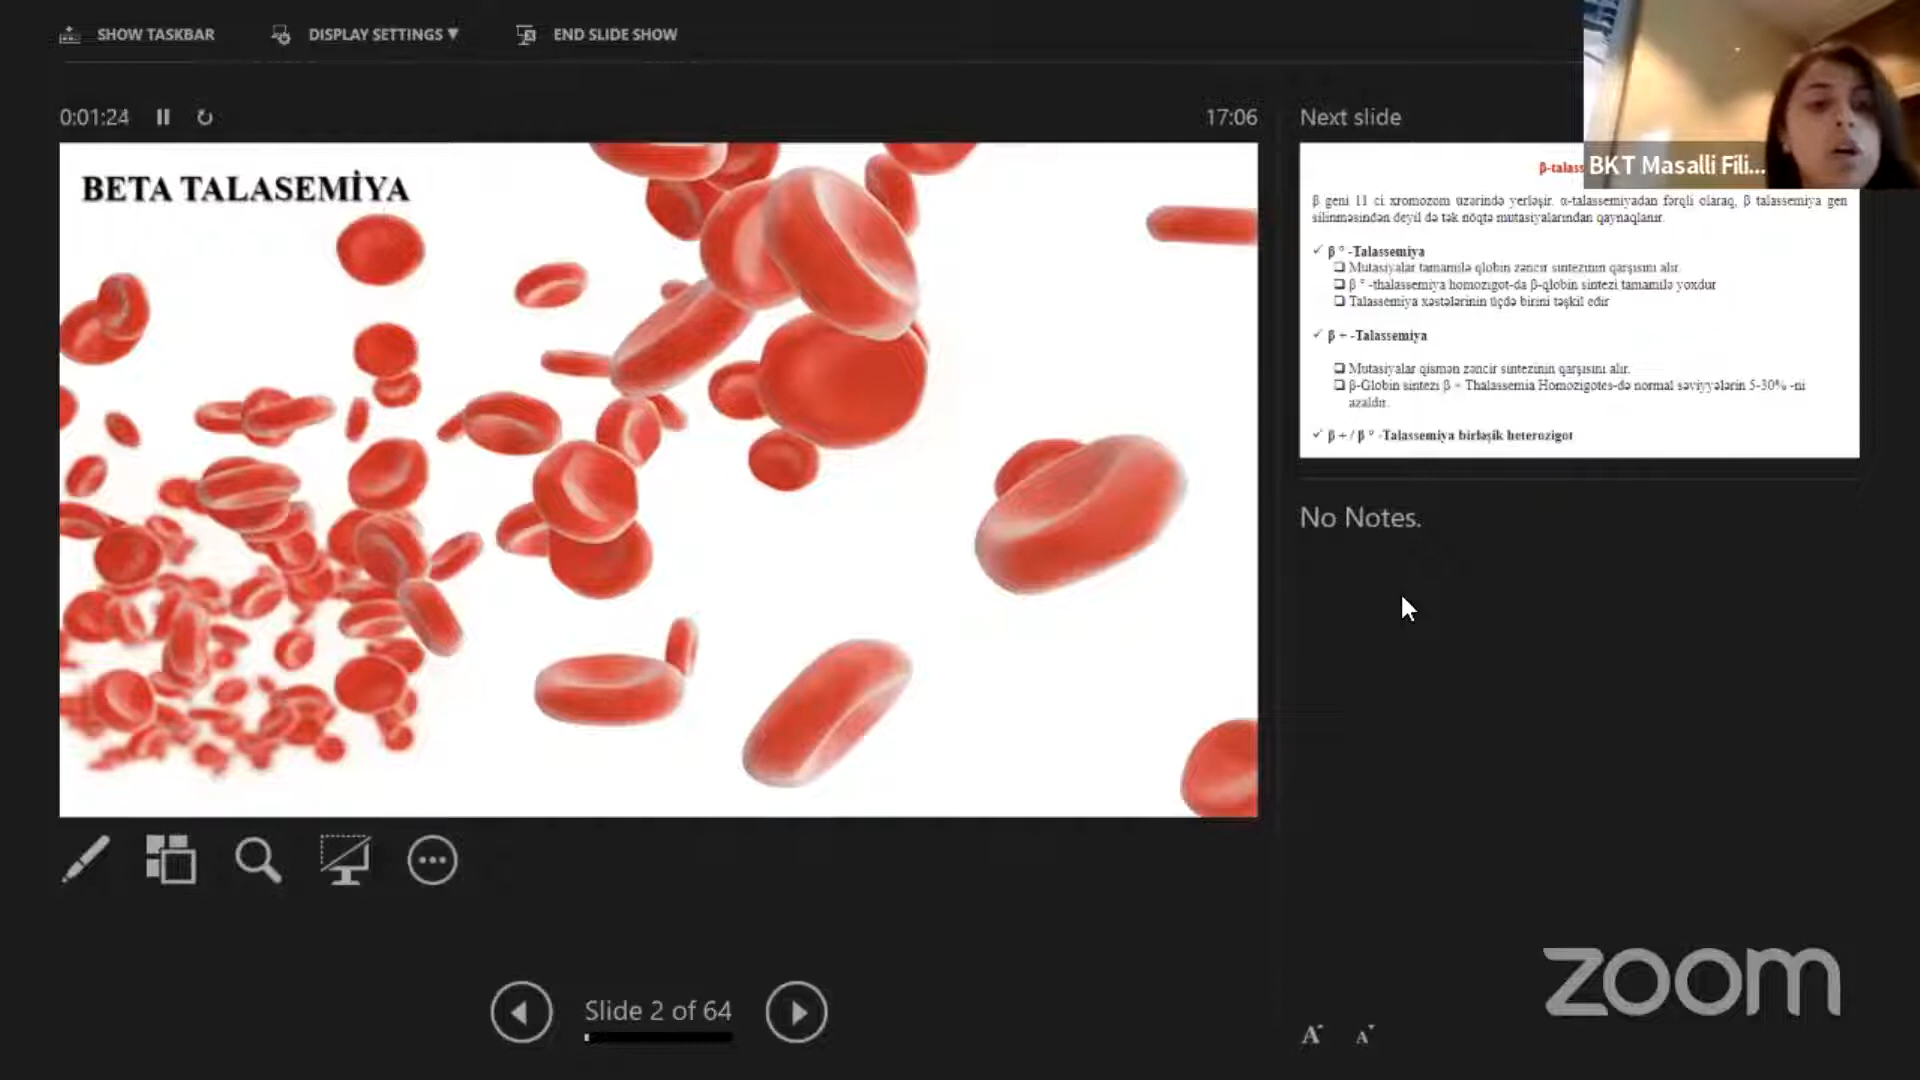 SHOW TASKBAR
DISPLAY SETTINGS ▼
END SLIDE SHOW
0:01:24
17:06
Next slide
BKT Masalli Fili...
BETA TALASEMİYA
β-talass
β geni 11 ci xromozom üzərində yerləşir. α-talassemiyadan fərqli olaraq, β talassemiya gen
silinməsindən deyil də tək nöqtə mutasiyalarından qaynaqlanır.
✓ β ° -Talassemiya
❑ Mutasiyalar tamamilə qlobin zəncir sintezinin qarşısını alır.
❑ β ° -thalassemiya homozigot-da β-qlobin sintezi tamamilə yoxdur
❑ Talassemiya xəstələrinin üçdə birini təşkil edir
✓ β + -Talassemiya
❑ Mutasiyalar qismən zəncir sintezinin qarşısını alır.
❑ β-Globin sintezi β + Thalassemia Homozigotes-də normal səviyyələrin 5-30% -ni
azaldır.
✓ β + / β ° -Talassemiya birləşik heterozigot
No Notes.
Slide 2 of 64
A A
zoom